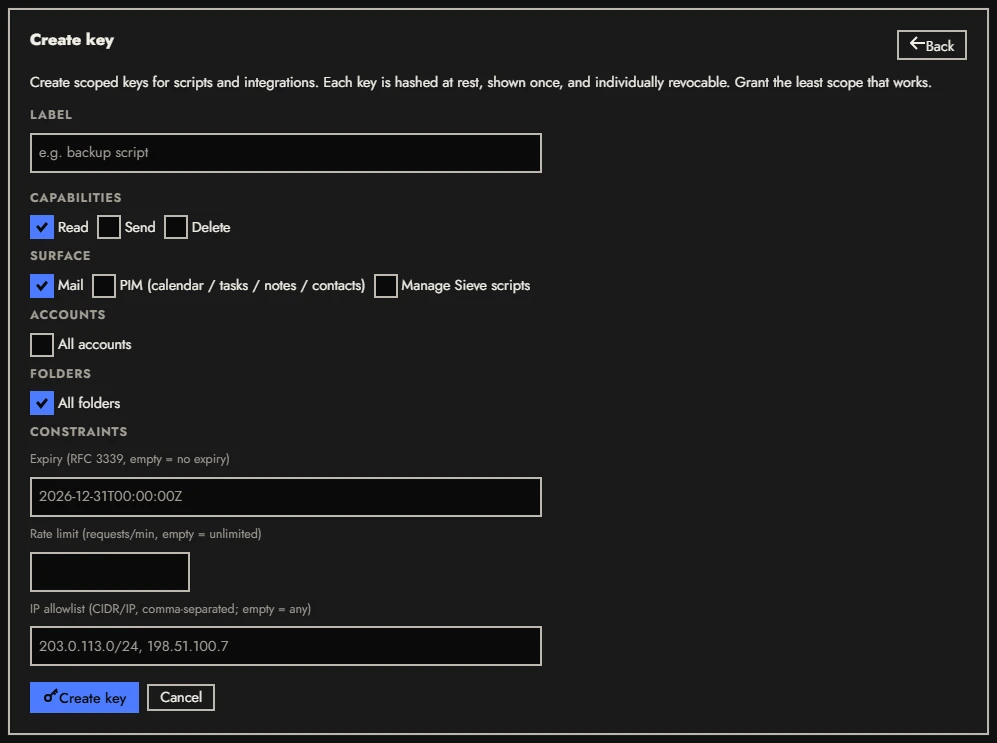 Create key
Back
Create scoped keys for scripts and integrations. Each key is hashed at rest, shown once, and individually revocable. Grant the least scope that works.
LABEL
e.g. backup script
CAPABILITIES
Read Send Delete
SURFACE
Mail PIM (calendar / tasks / notes / contacts) Manage Sieve scripts
ACCOUNTS
All accounts
FOLDERS
All folders
CONSTRAINTS
Expiry (RFC 3339, empty = no expiry)
2026-12-31T00:00:00Z
Rate limit (requests/min, empty = unlimited)
IP allowlist (CIDR/IP, comma-separated; empty = any)
203.0.113.0/24, 198.51.100.7
Create key Cancel